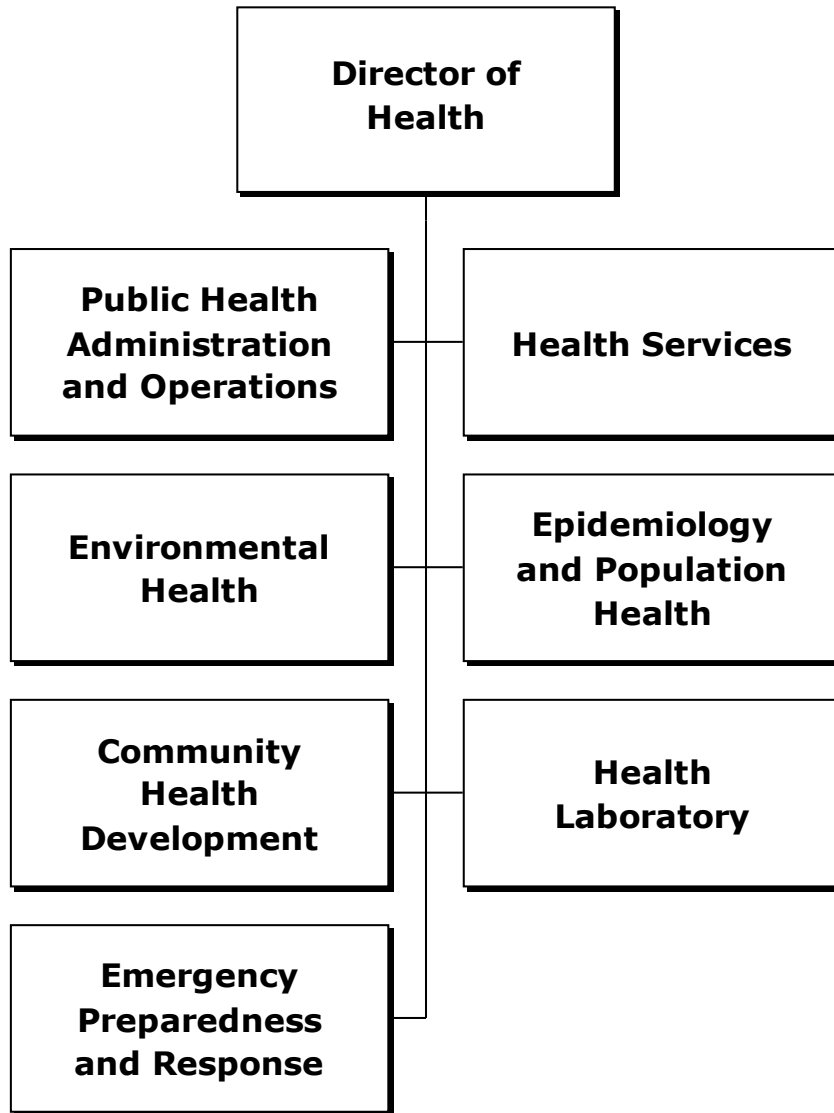 Director of
Health
Public Health
Administration
and Operations
Health Services
Environmental
Health
Epidemiology
and Population
Health
Community
Health
Development
Health
Laboratory
Emergency
Preparedness
and Response